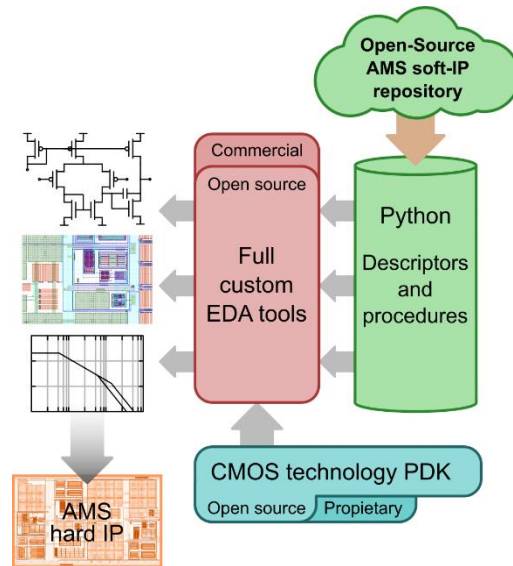 Open-Source
AMS soft-IP
repository
Commercial
Open source
Full
custom
EDA tools
Python
Descriptors
and
procedures
CMOS technology PDK
Open source
Propietary
AMS
hard IP